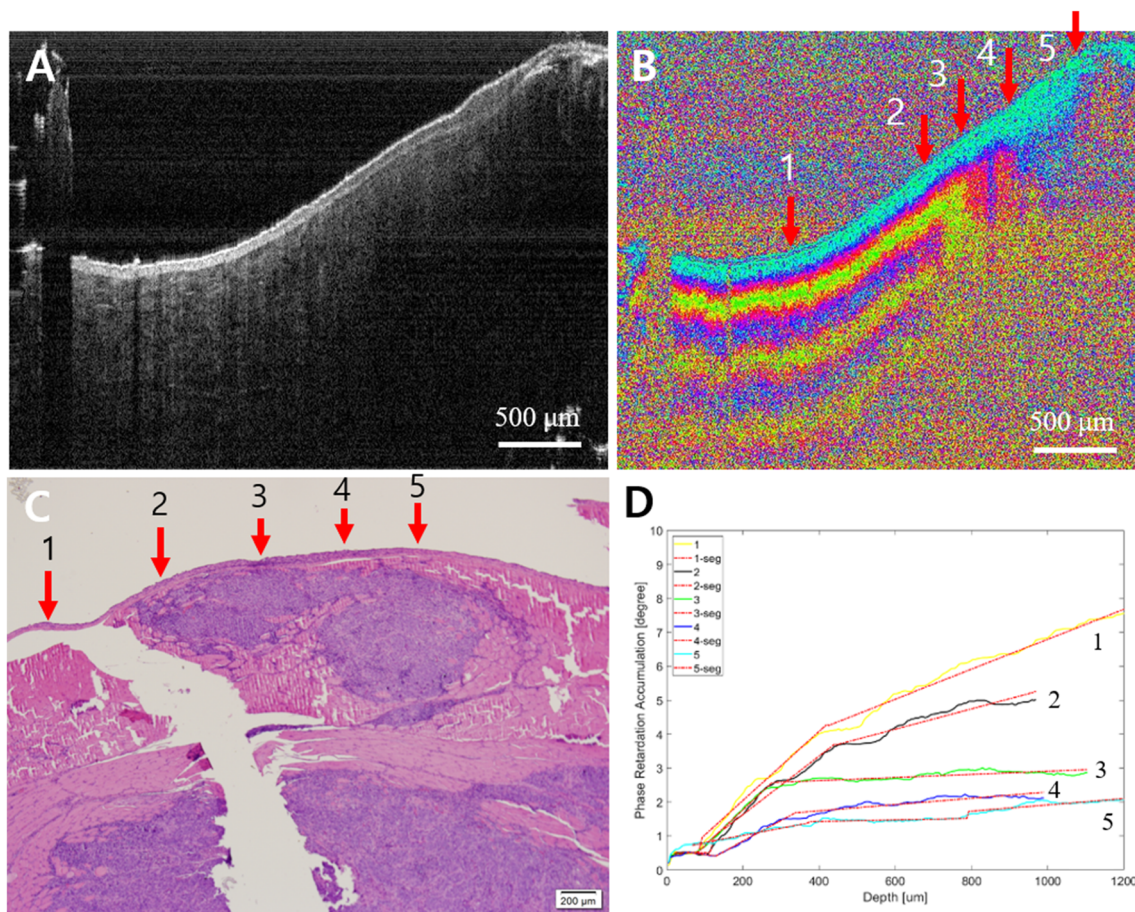 A
500 μm
B
1
2
3
4
5
500 μm
C
1
2
3
4
5
200 μm
D
Phase Retardation Accumulation [degree]
10
9
8
7
6
5
4
3
2
1
0
1
1-seg
2
2-seg
3
3-seg
4
4-seg
5
5-seg
1
2
3
4
5
0
200
400
600
800
1000
1200
Depth [um]